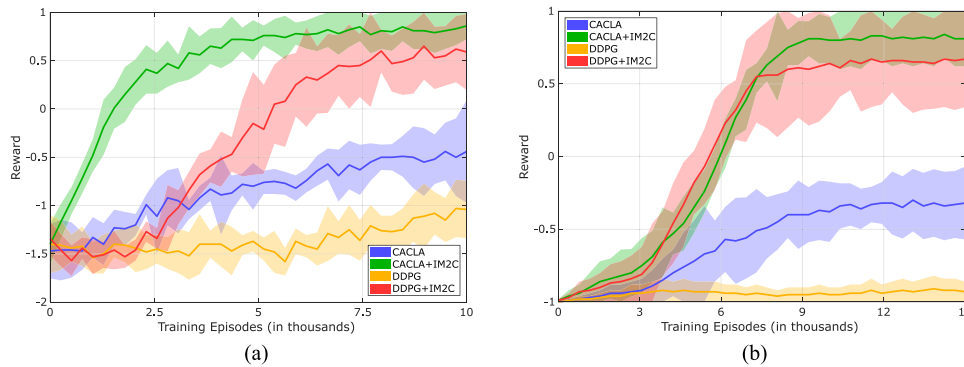 1
0.5
0
-0.5
-1
-1.5
-2
Reward
0
2.5
5
7.5
10
Training Episodes (in thousands)
CACLA
CACLA+IM2C
DDPG
DDPG+IM2C
(a)
1
0.5
0
-0.5
-1
Reward
0
3
6
9
12
Training Episodes (in thousands)
CACLA
CACLA+IM2C
DDPG
DDPG+IM2C
(b)